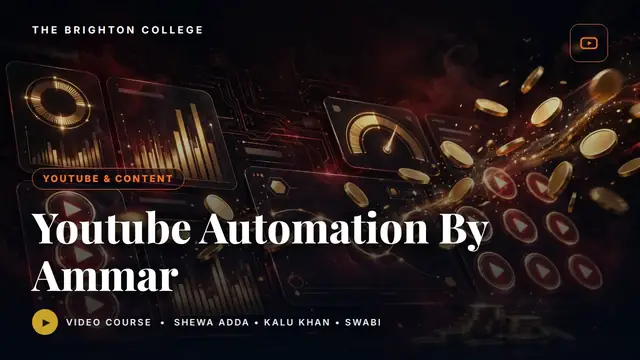 THE BRIGHTON COLLEGE
YOUTUBE & CONTENT
Youtube Automation By
Ammar
VIDEO COURSE • SHEWA ADDA • KALU KHAN • SWABI